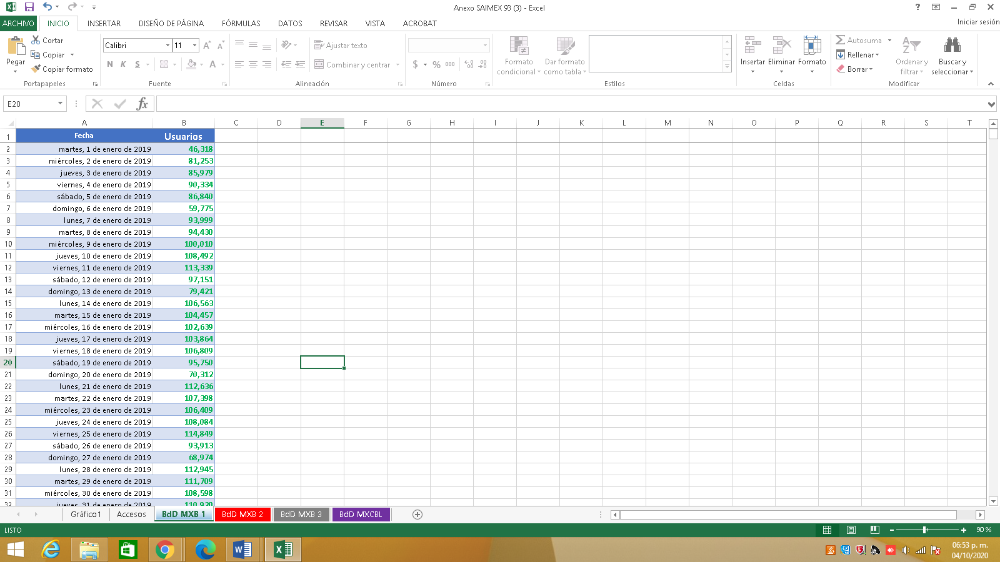 Anexo SAIMEX 93 (3) - Excel
?
ARCHIVO INICIO INSERTAR DISEÑO DE PÁGINA FÓRMULAS DATOS REVISAR VISTA ACROBAT Iniciar sesión
Pegar
Cortar
Copiar
Copiar formato
Portapapeles
Calibri 11
N K S
Fuente
Ajustar texto
Combinar y centrar
Alineación
$ % 000
Número
Formato condicional
Dar formato como tabla
Estilos
Insertar Eliminar Formato
Celdas
Autosuma
Rellenar
Borrar
Ordenar y filtrar
Buscar y seleccionar
Modificar
E20 fx
A B C D E F G H I J K L M N O P Q R S T
1 Fecha Usuarios
2 martes, 1 de enero de 2019 46,318
3 miércoles, 2 de enero de 2019 81,253
4 jueves, 3 de enero de 2019 85,979
5 viernes, 4 de enero de 2019 90,334
6 sábado, 5 de enero de 2019 86,840
7 domingo, 6 de enero de 2019 59,775
8 lunes, 7 de enero de 2019 93,999
9 martes, 8 de enero de 2019 94,430
10 miércoles, 9 de enero de 2019 100,010
11 jueves, 10 de enero de 2019 108,492
12 viernes, 11 de enero de 2019 113,339
13 sábado, 12 de enero de 2019 97,151
14 domingo, 13 de enero de 2019 79,421
15 lunes, 14 de enero de 2019 106,563
16 martes, 15 de enero de 2019 104,457
17 miércoles, 16 de enero de 2019 102,639
18 jueves, 17 de enero de 2019 103,864
19 viernes, 18 de enero de 2019 106,809
20 sábado, 19 de enero de 2019 95,750
21 domingo, 20 de enero de 2019 70,312
22 lunes, 21 de enero de 2019 112,636
23 martes, 22 de enero de 2019 107,398
24 miércoles, 23 de enero de 2019 106,409
25 jueves, 24 de enero de 2019 108,084
26 viernes, 25 de enero de 2019 114,849
27 sábado, 26 de enero de 2019 93,913
28 domingo, 27 de enero de 2019 68,974
29 lunes, 28 de enero de 2019 112,945
30 martes, 29 de enero de 2019 111,709
31 miércoles, 30 de enero de 2019 108,598
32 jueves, 31 de enero de 2019 110,920
Gráfico1 Accesos BdD MXB 1 BdD MXB 2 BdD MXB 3 BdD MXCBL
LISTO 90 %
06:53 p. m.
04/10/2020